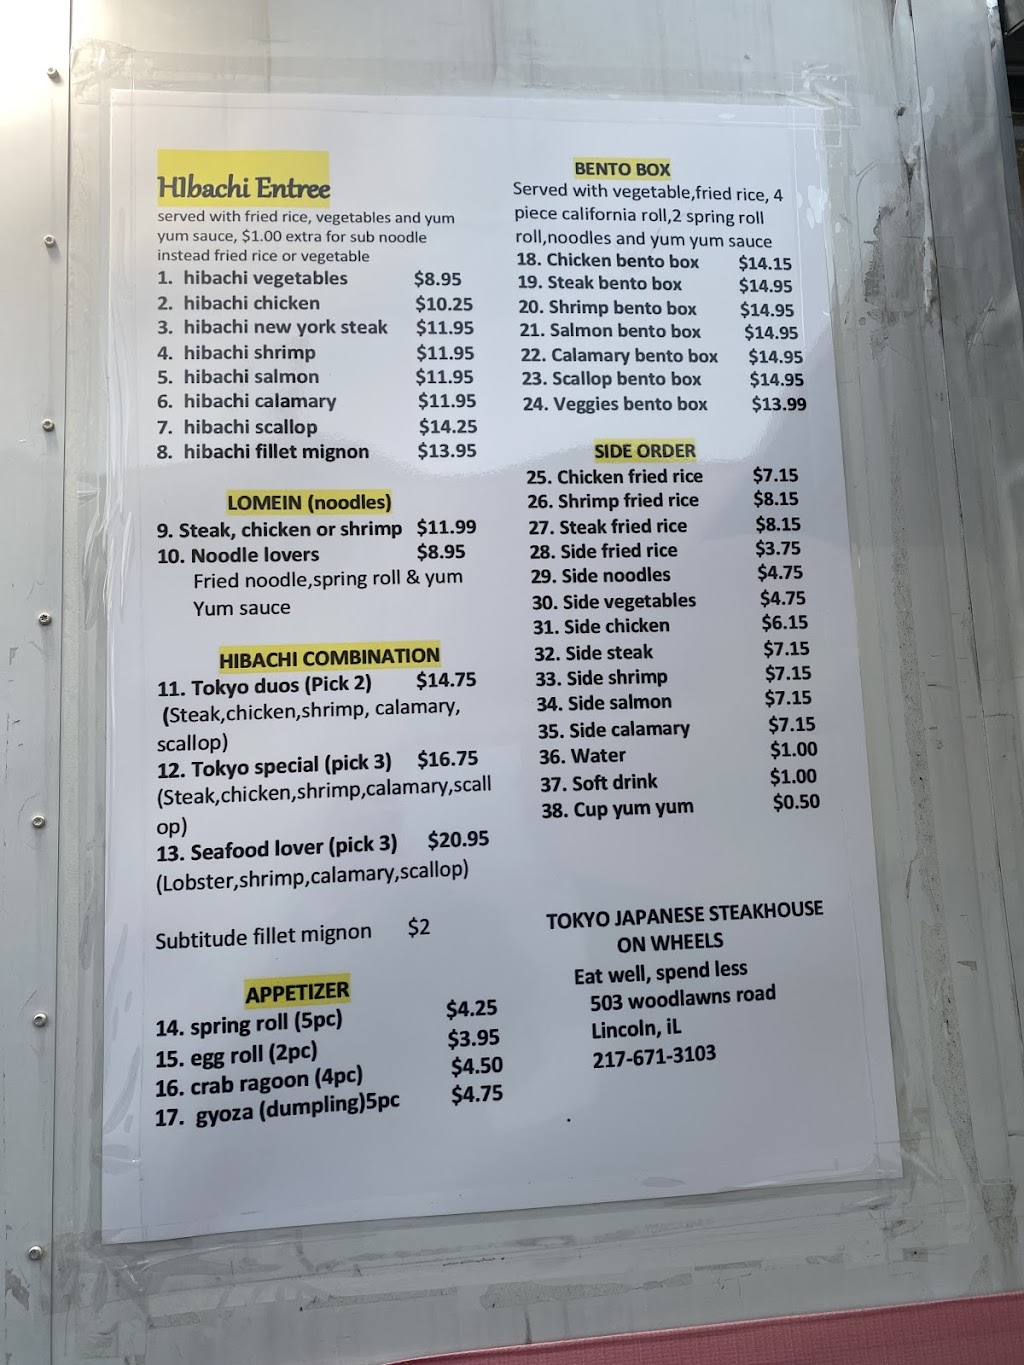 HIbachi Entree
served with fried rice, vegetables and yum
yum sauce, $1.00 extra for sub noodle
instead fried rice or vegetable
1. hibachi vegetables $8.95
2. hibachi chicken $10.25
3. hibachi new york steak $11.95
4. hibachi shrimp $11.95
5. hibachi salmon $11.95
6. hibachi calamary $11.95
7. hibachi scallop $14.25
8. hibachi fillet mignon $13.95
LOMEIN (noodles)
9. Steak, chicken or shrimp $11.99
10. Noodle lovers $8.95
Fried noodle,spring roll & yum
Yum sauce
HIBACHI COMBINATION
11. Tokyo duos (Pick 2) $14.75
(Steak,chicken,shrimp, calamary,
scallop)
12. Tokyo special (pick 3) $16.75
(Steak,chicken,shrimp,calamary,scall
op)
13. Seafood lover (pick 3) $20.95
(Lobster,shrimp,calamary,scallop)
Subtitude fillet mignon $2
APPETIZER
14. spring roll (5pc) $4.25
15. egg roll (2pc) $3.95
16. crab ragoon (4pc) $4.50
17. gyoza (dumpling)5pc $4.75
BENTO BOX
Served with vegetable,fried rice, 4
piece california roll,2 spring roll
roll,noodles and yum yum sauce
18. Chicken bento box $14.15
19. Steak bento box $14.95
20. Shrimp bento box $14.95
21. Salmon bento box $14.95
22. Calamary bento box $14.95
23. Scallop bento box $14.95
24. Veggies bento box $13.99
SIDE ORDER
25. Chicken fried rice $7.15
26. Shrimp fried rice $8.15
27. Steak fried rice $8.15
28. Side fried rice $3.75
29. Side noodles $4.75
30. Side vegetables $4.75
31. Side chicken $6.15
32. Side steak $7.15
33. Side shrimp $7.15
34. Side salmon $7.15
35. Side calamary $7.15
36. Water $1.00
37. Soft drink $1.00
38. Cup yum yum $0.50
TOKYO JAPANESE STEAKHOUSE
ON WHEELS
Eat well, spend less
503 woodlawns road
Lincoln, iL
217-671-3103